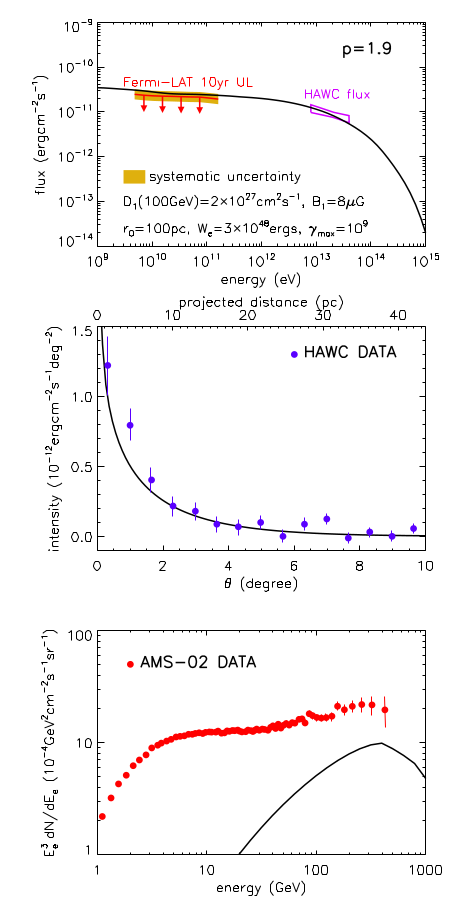 10⁻⁹
p=1.9
10⁻¹⁰
Fermi−LAT 10yr UL
HAWC flux
10⁻¹¹
10⁻¹²
10⁻¹³
10⁻¹⁴
flux (ergcm⁻²s⁻¹)
systematic uncertainty
D₁(100GeV)=2×10²⁷cm²s⁻¹, B₁=8μG
r₀=100pc, Wₑ=3×10⁴⁸ergs, γₘₐₓ=10⁹
10⁹ 10¹⁰ 10¹¹ 10¹² 10¹³ 10¹⁴ 10¹⁵
energy (eV)
projected distance (pc)
0 10 20 30 40
1.5
HAWC DATA
1.0
0.5
0.0
intensity (10⁻¹²ergcm⁻²s⁻¹deg⁻²)
0 2 4 6 8 10
θ (degree)
100
AMS−02 DATA
10
1
Eₑ³ dN/dEₑ (10⁻⁴GeV²cm⁻²s⁻¹sr⁻¹)
1 10 100 1000
energy (GeV)